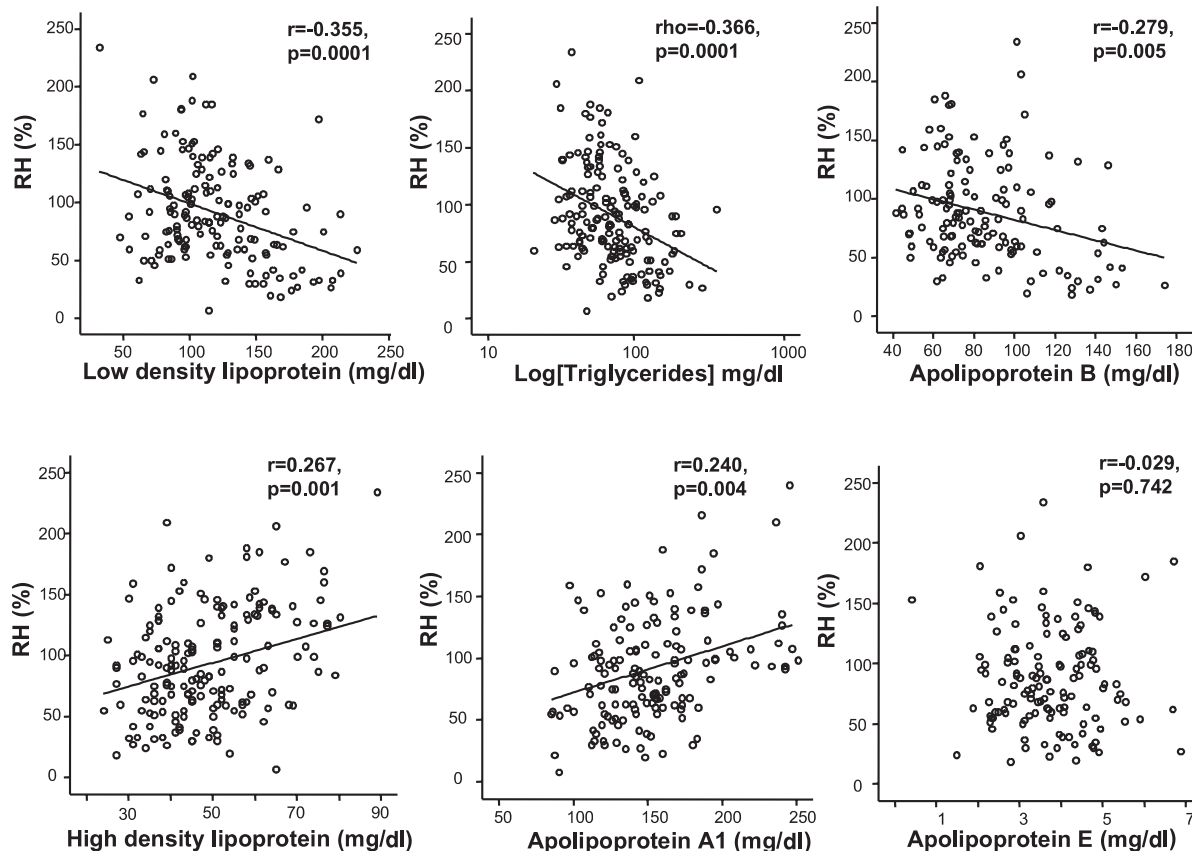 r=-0.355,
p=0.0001
250
200
150
100
50
0
RH (%)
50 100 150 200 250
Low density lipoprotein (mg/dl)
rho=-0.366,
p=0.0001
250
200
150
100
50
0
RH (%)
10 100 1000
Log[Triglycerides] mg/dl
r=-0.279,
p=0.005
250
200
150
100
50
0
RH (%)
40 60 80 100 120 140 160 180
Apolipoprotein B (mg/dl)
r=0.267,
p=0.001
250
200
150
100
50
0
RH (%)
30 50 70 90
High density lipoprotein (mg/dl)
r=0.240,
p=0.004
250
200
150
100
50
0
RH (%)
100 150 200 250
Apolipoprotein A1 (mg/dl)
r=-0.029,
p=0.742
250
200
150
100
50
0
RH (%)
1 3 5 7
Apolipoprotein E (mg/dl)